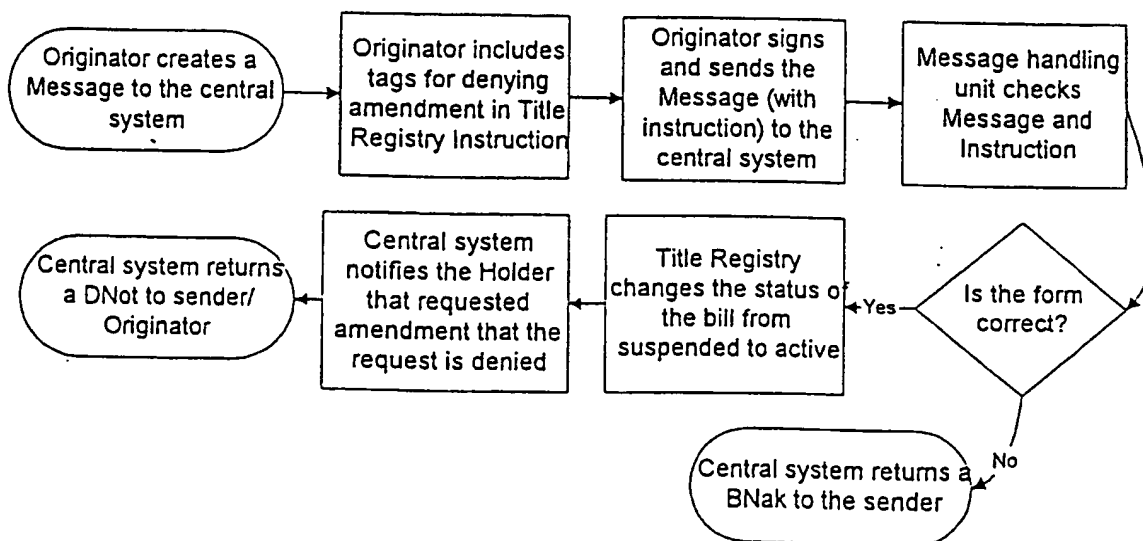 Originator creates a
Message to the central
system
Originator includes
tags for denying
amendment in Title
Registry Instruction
Originator signs
and sends the
Message (with
instruction) to the
central system
Message handling
unit checks
Message and
Instruction
Is the form
correct?
Yes
Title Registry
changes the status of
the bill from
suspended to active
Central system
notifies the Holder
that requested
amendment that the
request is denied
Central system returns
a DNot to sender/
Originator
No
Central system returns a
BNak to the sender